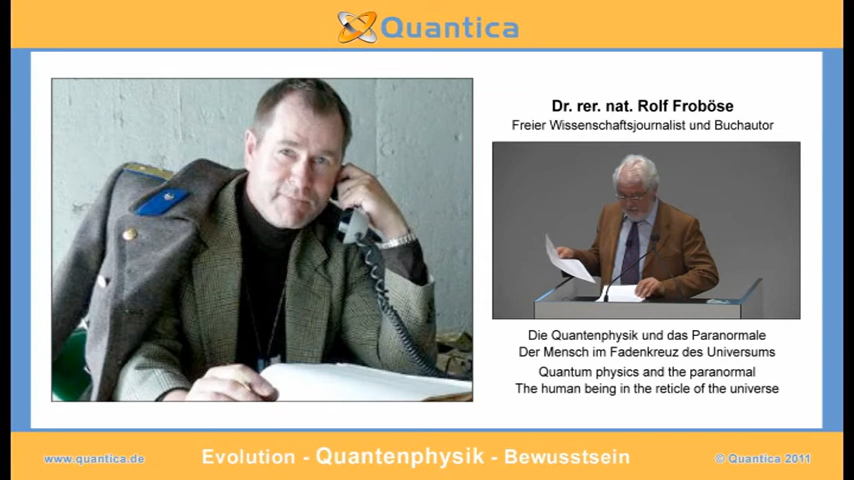 Quantica
Dr. rer. nat. Rolf Froböse
Freier Wissenschaftsjournalist und Buchautor
Die Quantenphysik und das Paranormale
Der Mensch im Fadenkreuz des Universums
Quantum physics and the paranormal
The human being in the reticle of the universe
www.quantica.de
Evolution - Quantenphysik - Bewusstsein
© Quantica 2011